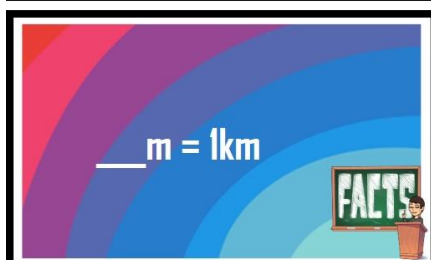 ___m = 1km
FACTS